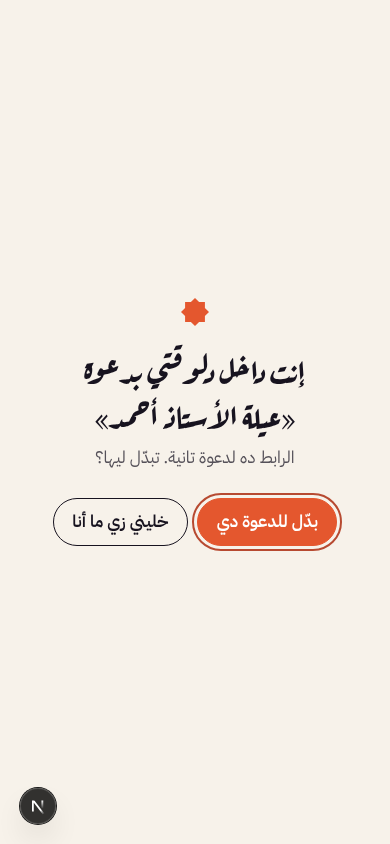 إنت داخل دلوقتي بدعوة
«عيلة الأستاذ أحمد»
الرابط ده لدعوة تانية. تبدّل ليها؟
بدّل للدعوة دي
خليني زي ما أنا
N